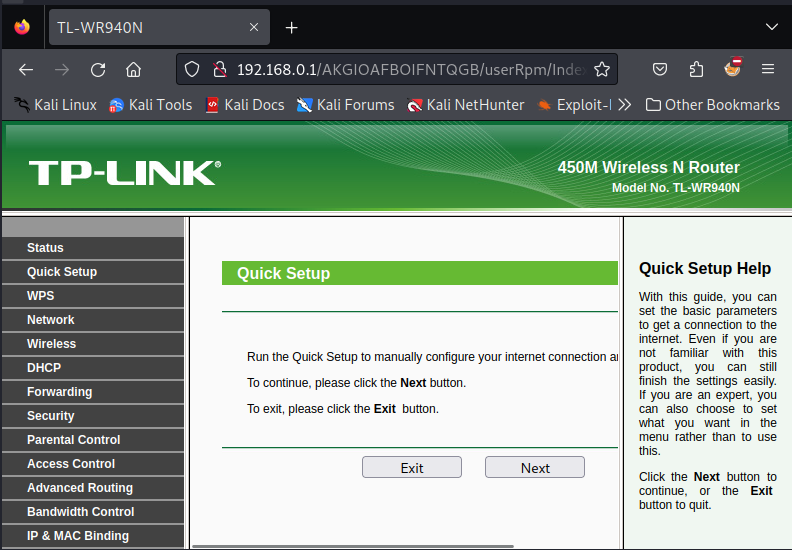 TL-WR940N
192.168.0.1/AKGIOAFBOIFNTQGB/userRpm/Index
Kali Linux Kali Tools Kali Docs Kali Forums Kali NetHunter Exploit- Other Bookmarks
TP-LINK®
450M Wireless N Router
Model No. TL-WR940N
Status
Quick Setup
WPS
Network
Wireless
DHCP
Forwarding
Security
Parental Control
Access Control
Advanced Routing
Bandwidth Control
IP & MAC Binding
Quick Setup
Run the Quick Setup to manually configure your internet connection
To continue, please click the Next button.
To exit, please click the Exit button.
Exit Next
Quick Setup Help
With this guide, you can
set the basic parameters
to get a connection to the
internet. Even if you are
not familiar with this
product, you can still
finish the settings easily.
If you are an expert, you
can also choose to set
what you want in the
menu rather than to use
this.
Click the Next button to
continue, or the Exit
button to quit.